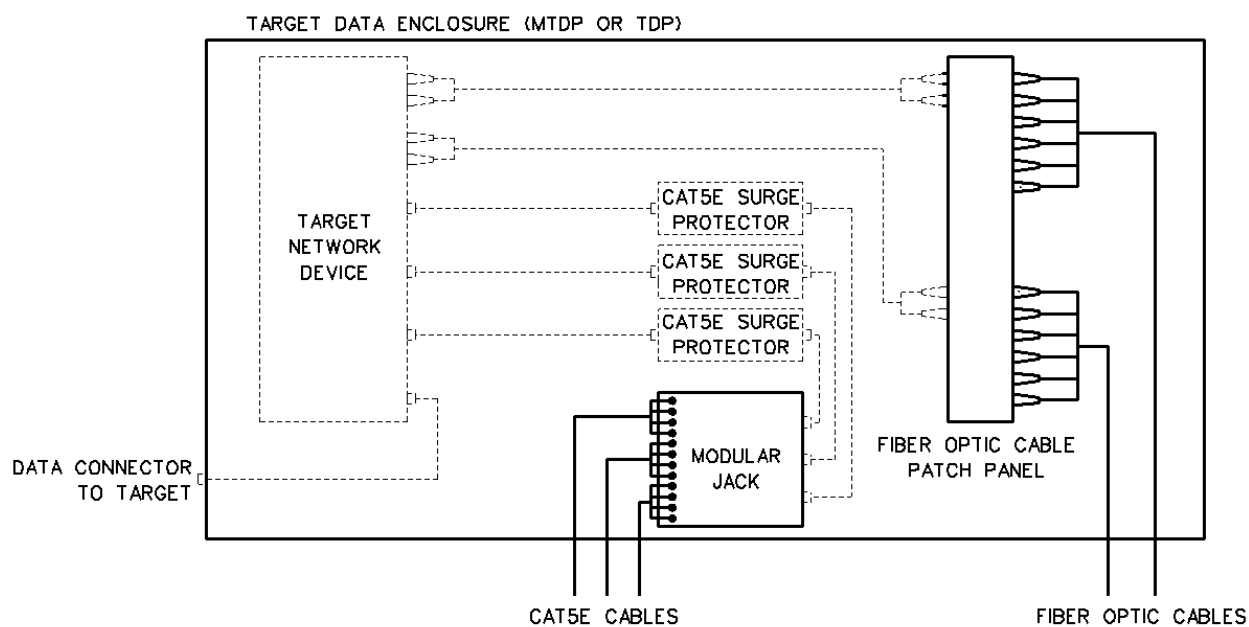 TARGET DATA ENCLOSURE (MTDP OR TDP)
TARGET
NETWORK
DEVICE
CAT5E SURGE
PROTECTOR
CAT5E SURGE
PROTECTOR
CAT5E SURGE
PROTECTOR
MODULAR
JACK
FIBER OPTIC CABLE
PATCH PANEL
DATA CONNECTOR
TO TARGET
CAT5E CABLES
FIBER OPTIC CABLES